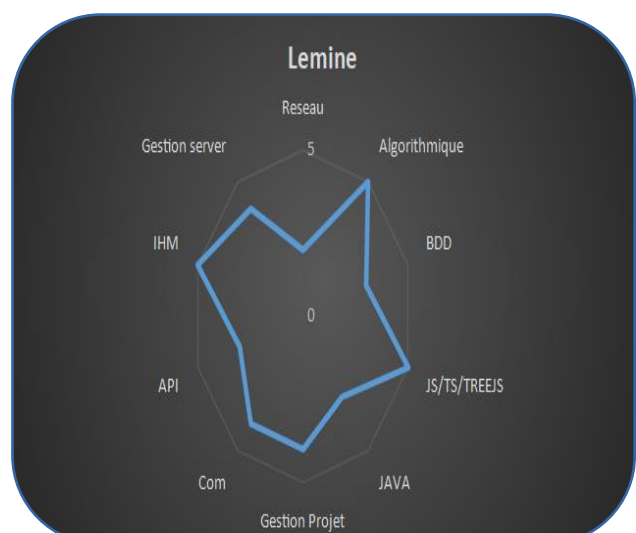 Lemine
Reseau
Gestion server
5
Algorithmique
IHM
BDD
0
API
JS/TS/TREEJS
Com
JAVA
Gestion Projet